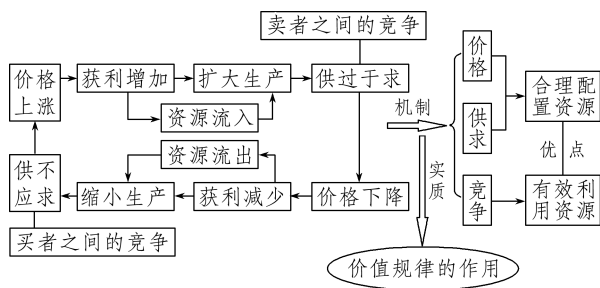 卖者之间的竞争
价格
上涨
获利增加
扩大生产
供过于求
资源流入
机制
价格
供求
竞争
合理配
置资源
优点
有效利
用资源
实质
资源流出
供不
应求
缩小生产
获利减少
价格下降
买者之间的竞争
价值规律的作用